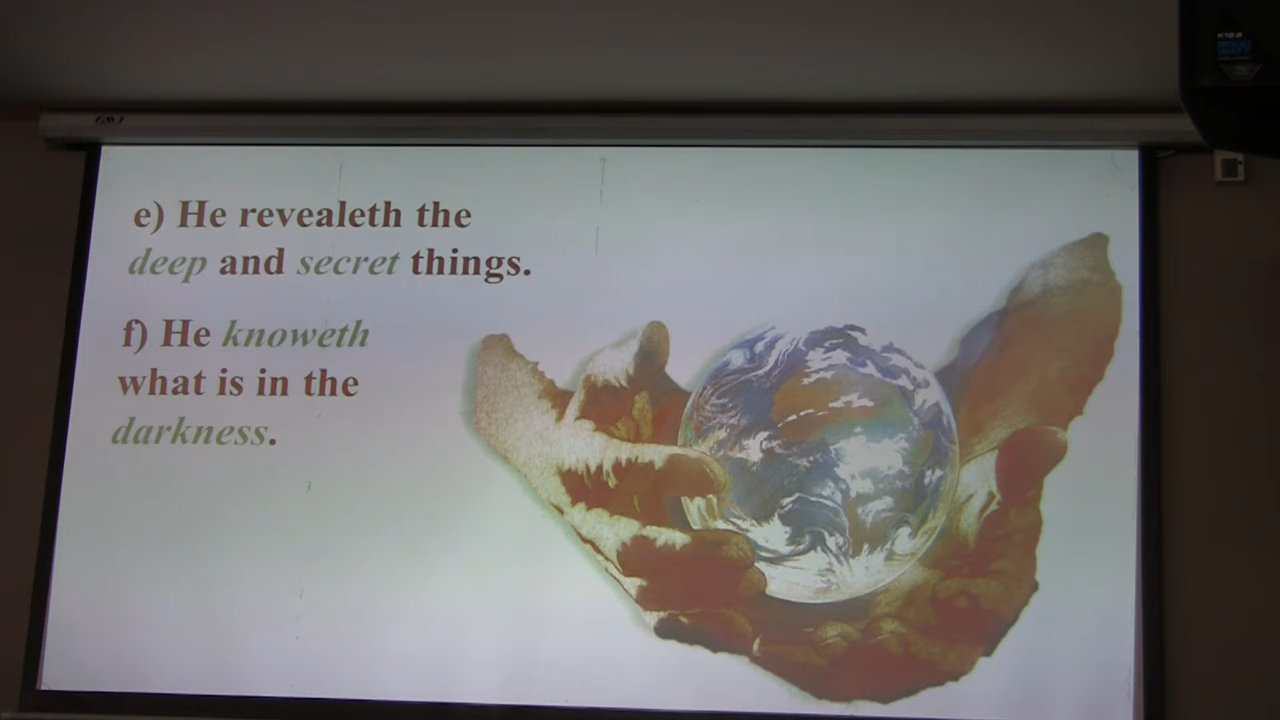 e) He revealeth the
deep and secret things.
f) He knoweth
what is in the
darkness.